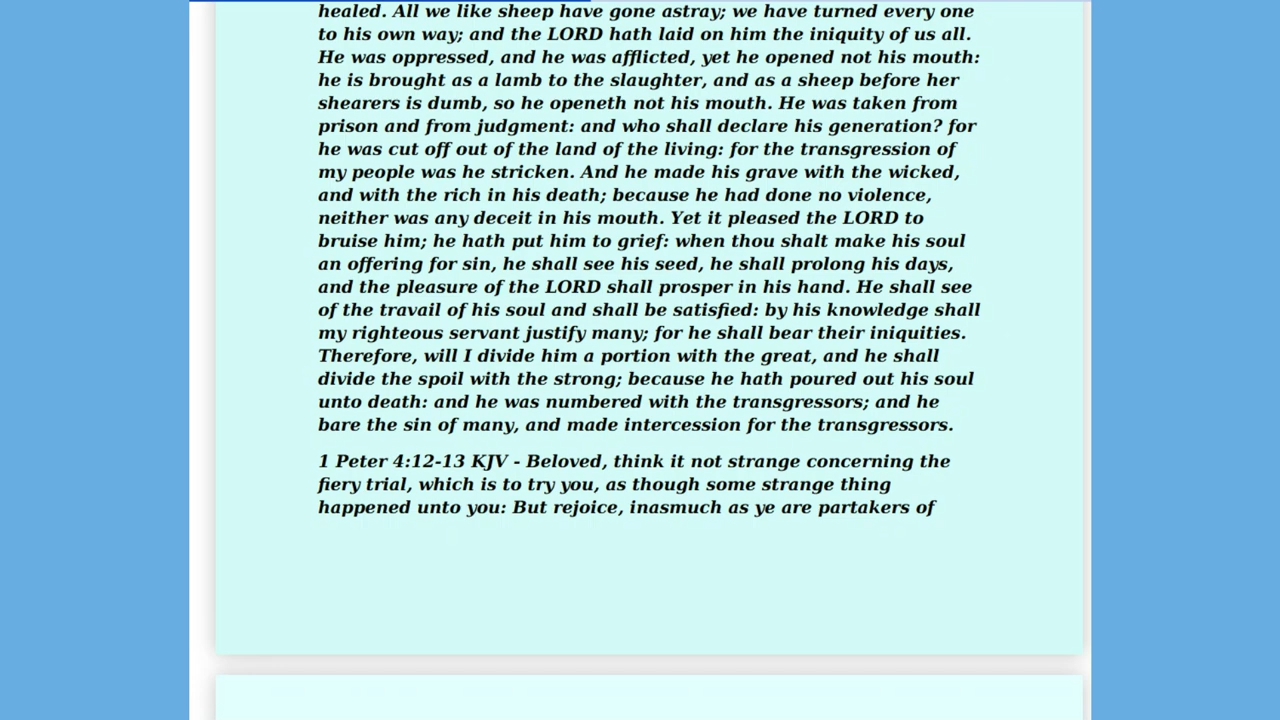 healed. All we like sheep have gone astray; we have turned every one
to his own way; and the LORD hath laid on him the iniquity of us all.
He was oppressed, and he was afflicted, yet he opened not his mouth:
he is brought as a lamb to the slaughter, and as a sheep before her
shearers is dumb, so he openeth not his mouth. He was taken from
prison and from judgment: and who shall declare his generation? for
he was cut off out of the land of the living: for the transgression of
my people was he stricken. And he made his grave with the wicked,
and with the rich in his death; because he had done no violence,
neither was any deceit in his mouth. Yet it pleased the LORD to
bruise him; he hath put him to grief: when thou shalt make his soul
an offering for sin, he shall see his seed, he shall prolong his days,
and the pleasure of the LORD shall prosper in his hand. He shall see
of the travail of his soul and shall be satisfied: by his knowledge shall
my righteous servant justify many; for he shall bear their iniquities.
Therefore, will I divide him a portion with the great, and he shall
divide the spoil with the strong; because he hath poured out his soul
unto death: and he was numbered with the transgressors; and he
bare the sin of many, and made intercession for the transgressors.
1 Peter 4:12-13 KJV - Beloved, think it not strange concerning the
fiery trial, which is to try you, as though some strange thing
happened unto you: But rejoice, inasmuch as ye are partakers of